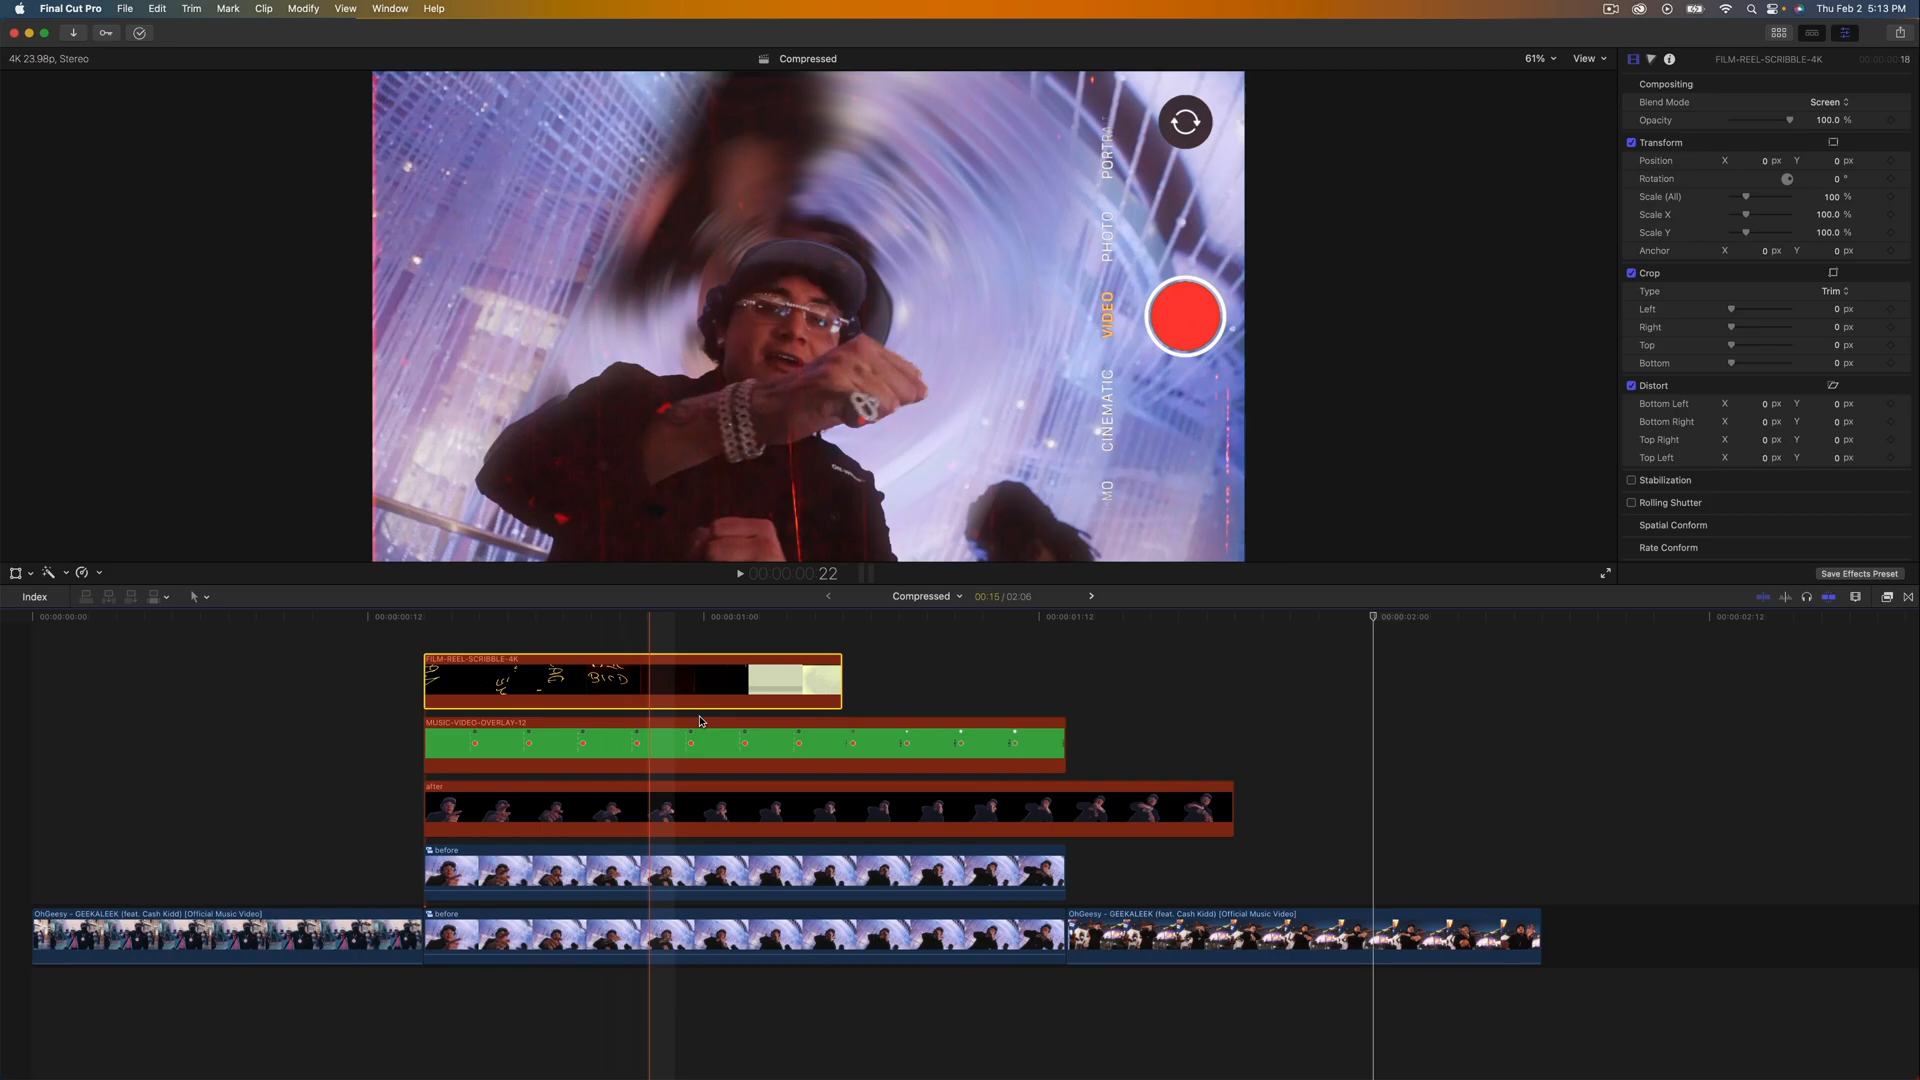 Final Cut Pro File Edit Trim Mark Clip Modify View Window Help Thu Feb 2 5:13 PM
4K 23.98p, Stereo Compressed 61% View
FILM-REEL-SCRIBBLE-4K 00:00:00:18
Compositing
Blend Mode Screen
Opacity 100.0 %
Transform
Position X 0 px Y 0 px
Rotation 0 °
Scale (All) 100 %
Scale X 100.0 %
Scale Y 100.0 %
Anchor X 0 px Y 0 px
Crop
Type Trim
Left 0 px
Right 0 px
Top 0 px
Bottom 0 px
Distort
Bottom Left X 0 px Y 0 px
Bottom Right X 0 px Y 0 px
Top Right X 0 px Y 0 px
Top Left X 0 px Y 0 px
Stabilization
Rolling Shutter
Spatial Conform
Rate Conform
Save Effects Preset
MO CINEMATIC VIDEO PHOTO PORTRA
00:00:00:22
Index Compressed 00:15 / 02:06
00:00:00:00 00:00:00:12 00:00:01:00 00:00:01:12 00:00:02:00 00:00:02:12
FILM-REEL-SCRIBBLE-4K
MUSIC-VIDEO-OVERLAY-12
after
before
OhGeesy - GEEKALEEK (feat. Cash Kidd) [Official Music Video] before OhGeesy - GEEKALEEK (feat. Cash Kidd) [Official Music Video]